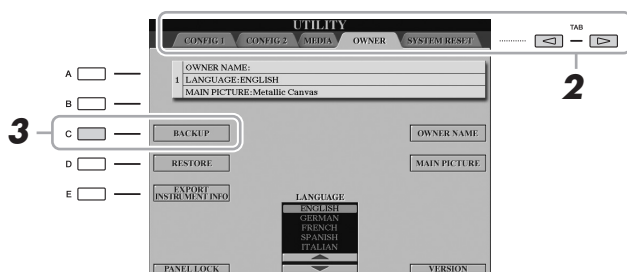 UTILITY
CONFIG 1 CONFIG 2 MEDIA OWNER SYSTEM RESET
TAB
2
OWNER NAME:
1 LANGUAGE:ENGLISH
MAIN PICTURE:Metallic Canvas
A
B
3 C BACKUP OWNER NAME
D RESTORE MAIN PICTURE
E EXPORT
INSTRUMENT INFO
LANGUAGE
ENGLISH
GERMAN
FRENCH
SPANISH
ITALIAN
PANEL LOCK VERSION